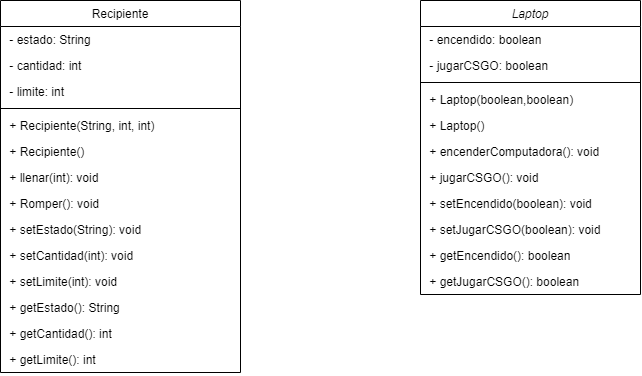 Recipiente
- estado: String
- cantidad: int
- limite: int
+ Recipiente(String, int, int)
+ Recipiente()
+ llenar(int): void
+ Romper(): void
+ setEstado(String): void
+ setCantidad(int): void
+ setLimite(int): void
+ getEstado(): String
+ getCantidad(): int
+ getLimite(): int
Laptop
- encendido: boolean
- jugarCSGO: boolean
+ Laptop(boolean,boolean)
+ Laptop()
+ encenderComputadora(): void
+ jugarCSGO(): void
+ setEncendido(boolean): void
+ setJugarCSGO(boolean): void
+ getEncendido(): boolean
+ getJugarCSGO(): boolean